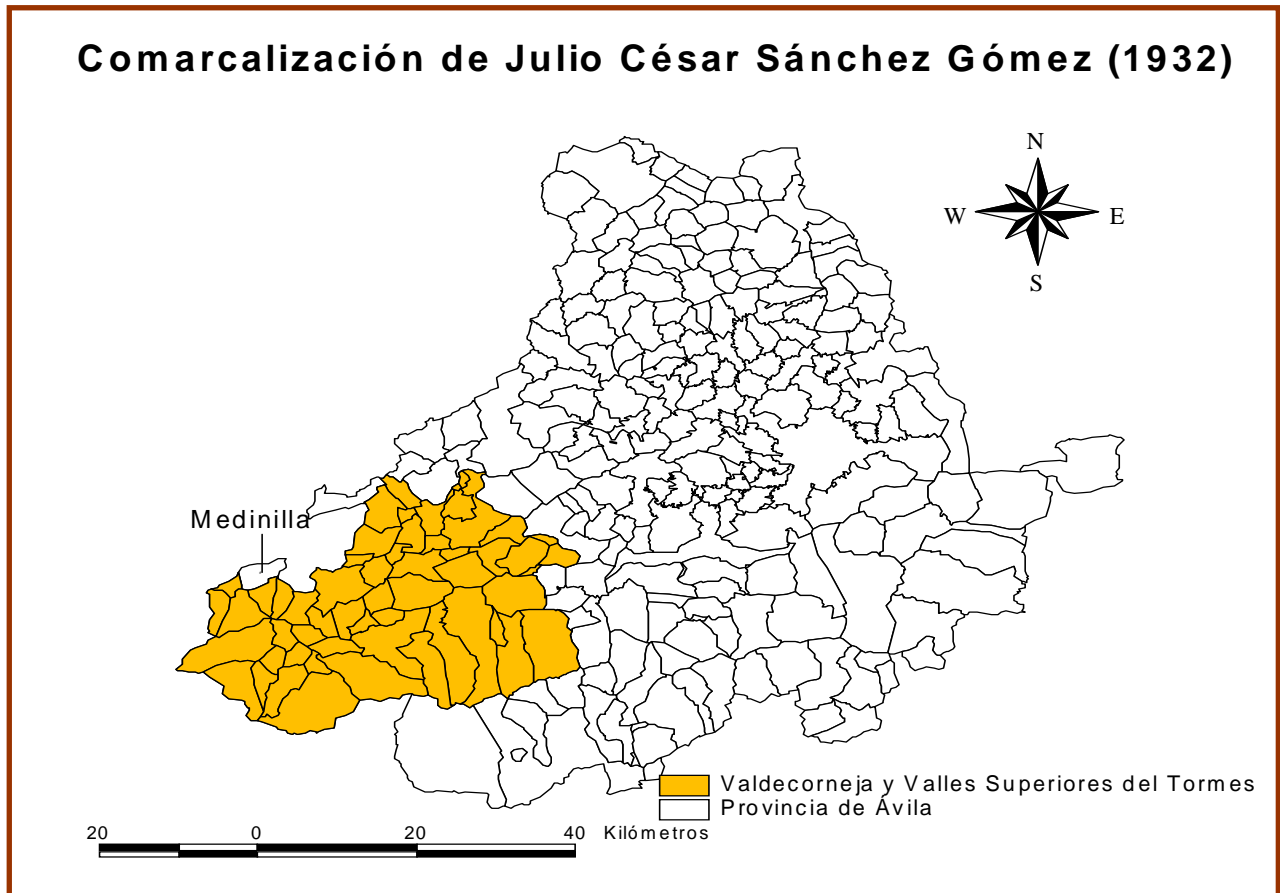 Comarcalización de Julio César Sánchez Gómez (1932)
N
W
E
S
Medinilla
Valdecorneja y Valles Superiores del Tormes
Provincia de Ávila
20 0 20 40 Kilómetros